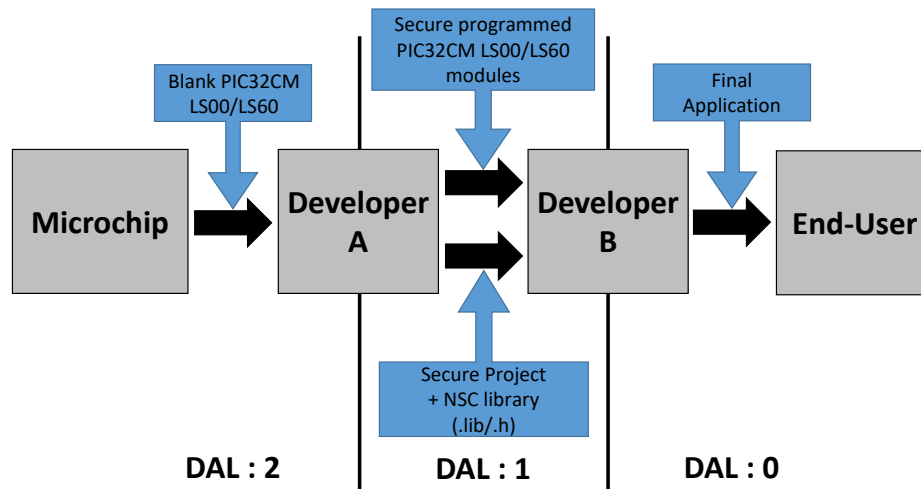 Secure programmed
PIC32CM LS00/LS60
modules
Blank PIC32CM
LS00/LS60
Final
Application
Microchip
Developer
A
Developer
B
End-User
Secure Project
+ NSC library
(.lib/.h)
DAL : 2
DAL : 1
DAL : 0